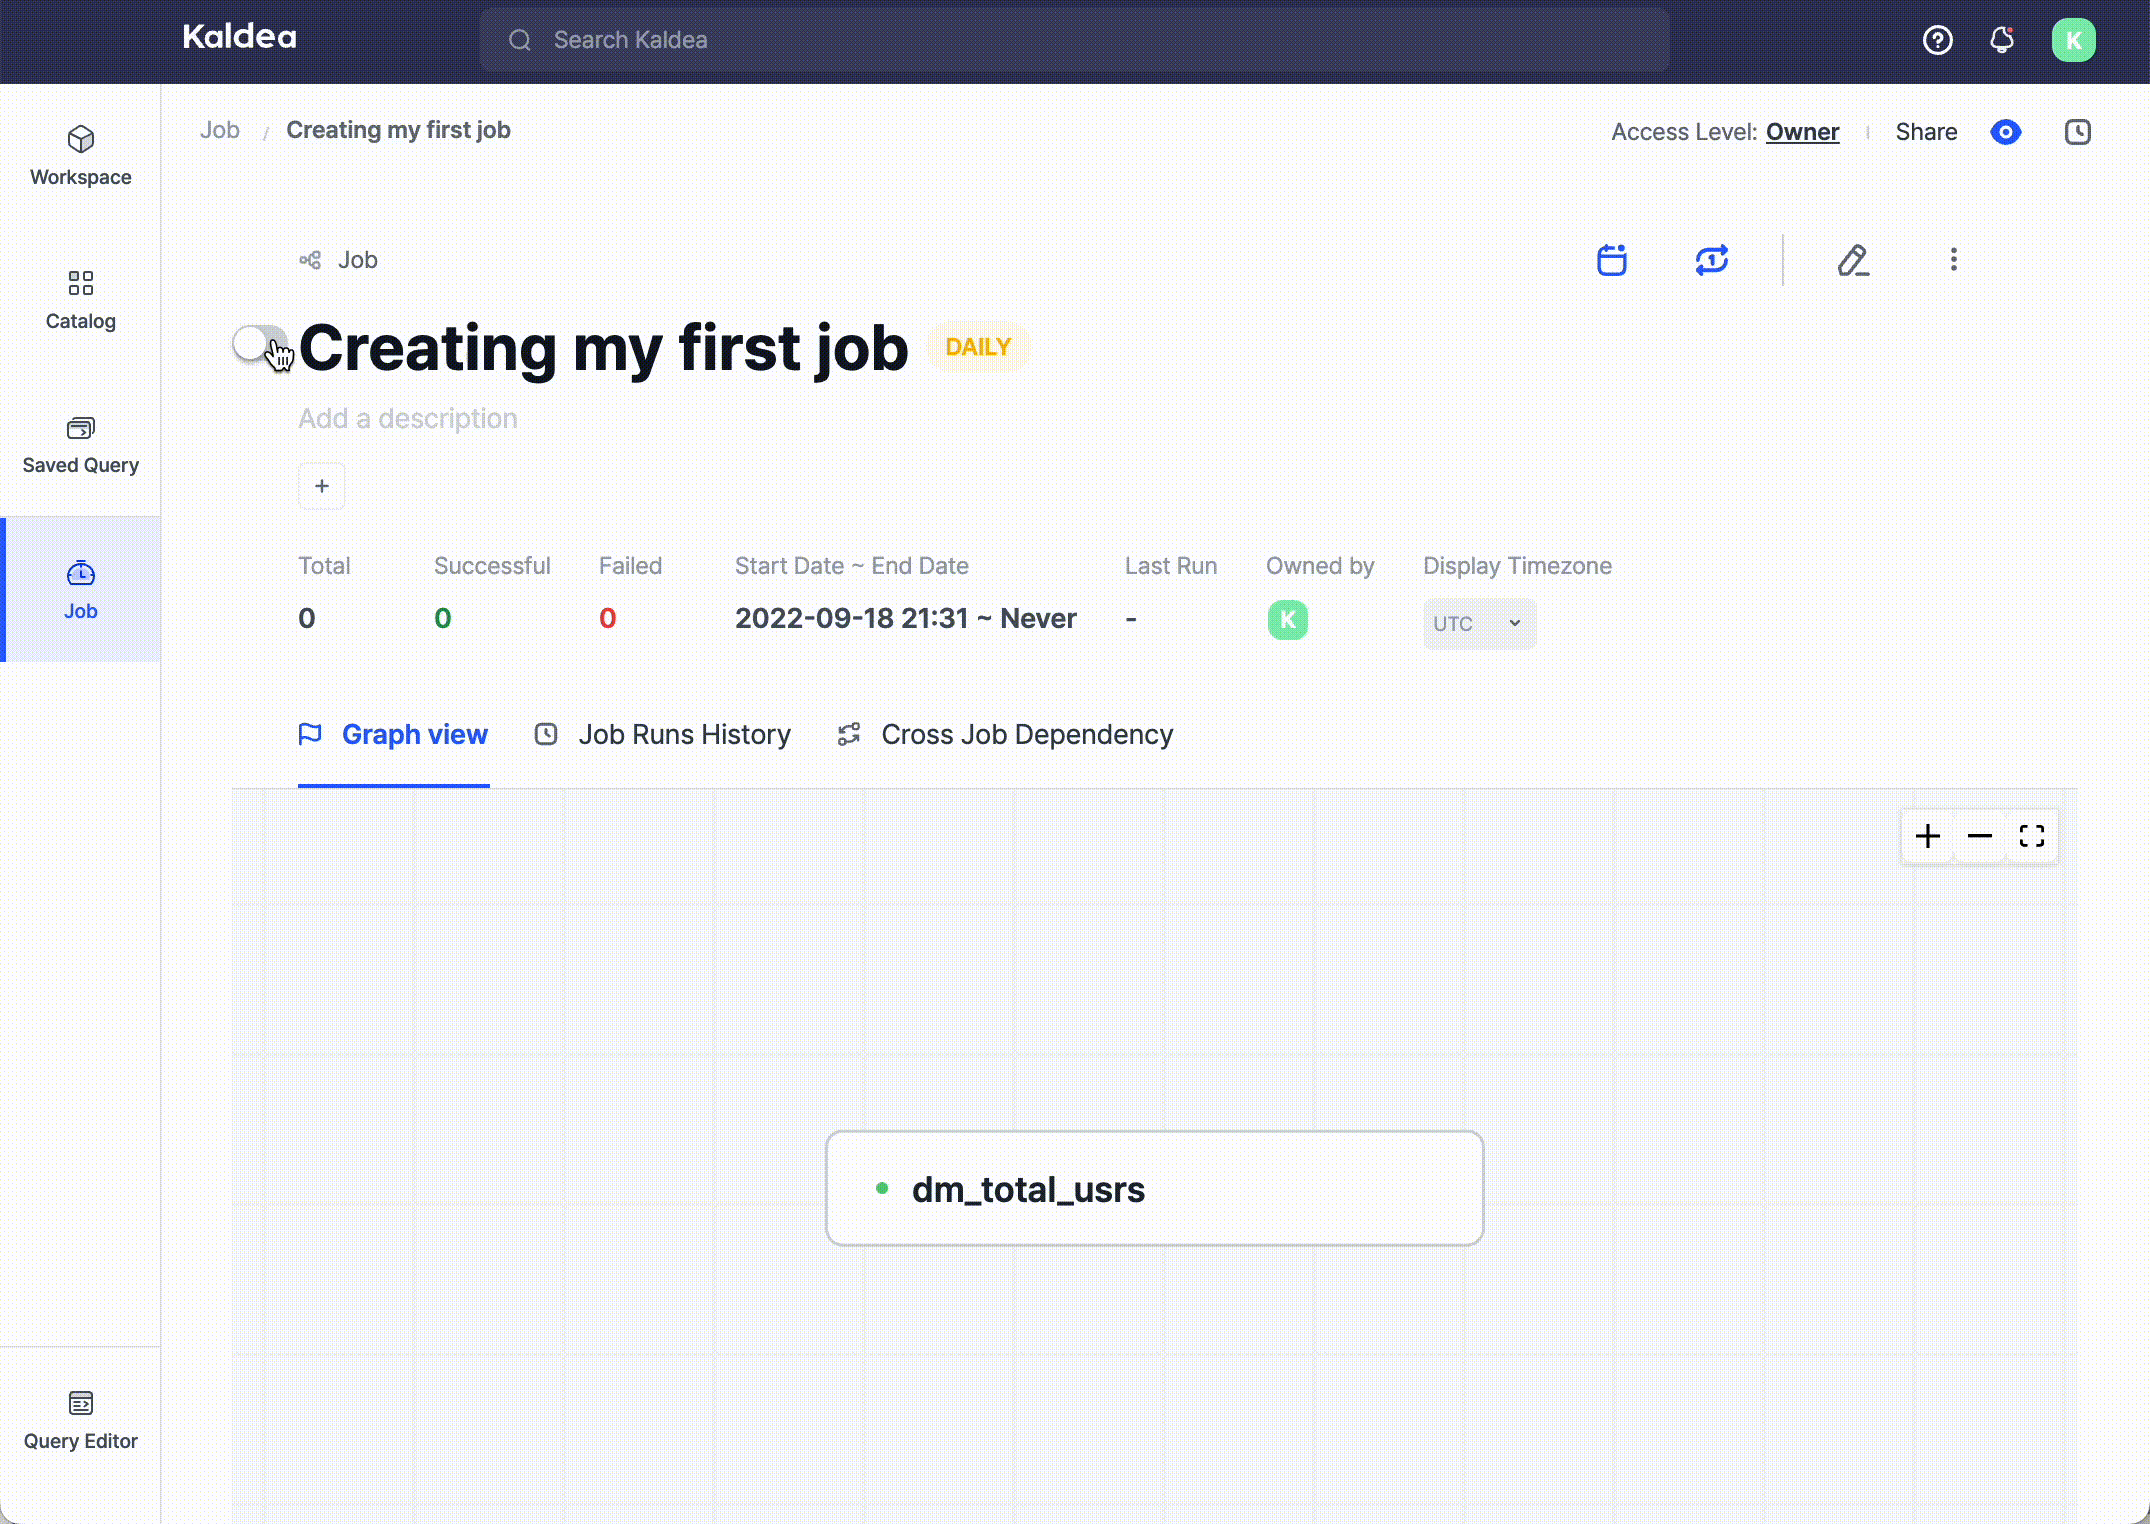 Kaldea
Search Kaldea
K
Workspace
Catalog
Saved Query
Job
Query Editor
Job / Creating my first job
Access Level: Owner
Share
Job
1
Creating my first job
DAILY
Add a description
+
Total
Successful
Failed
Start Date ~ End Date
Last Run
Owned by
Display Timezone
0
0
0
2022-09-18 21:31 ~ Never
-
K
UTC
Graph view
Job Runs History
Cross Job Dependency
dm_total_usrs